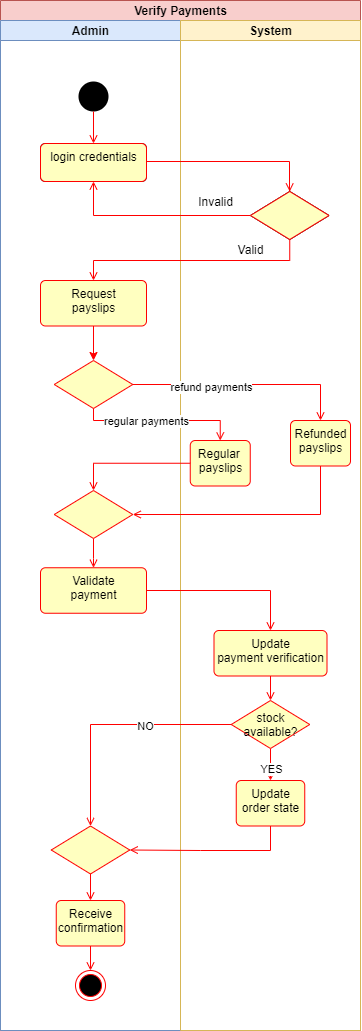 Verify Payments
Admin
System
login credentials
Invalid
Valid
Request
payslips
refund payments
regular payments
Refunded
payslips
Regular
payslips
Validate
payment
Update
payment verification
stock
available?
NO
YES
Update
order state
Receive
confirmation